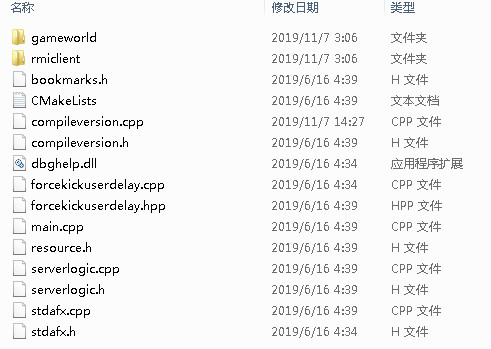 名称 修改日期 类型
gameworld 2019/11/7 3:06 文件夹
rmiclient 2019/11/7 3:06 文件夹
bookmarks.h 2019/6/16 4:39 H 文件
CMakeLists 2019/6/16 4:39 文本文档
compileversion.cpp 2019/11/7 14:27 CPP 文件
compileversion.h 2019/6/16 4:39 H 文件
dbghelp.dll 2019/6/16 4:34 应用程序扩展
forcekickuserdelay.cpp 2019/6/16 4:34 CPP 文件
forcekickuserdelay.hpp 2019/6/16 4:39 HPP 文件
main.cpp 2019/6/16 4:39 CPP 文件
resource.h 2019/6/16 4:39 H 文件
serverlogic.cpp 2019/6/16 4:39 CPP 文件
serverlogic.h 2019/6/16 4:39 H 文件
stdafx.cpp 2019/6/16 4:39 CPP 文件
stdafx.h 2019/6/16 4:34 H 文件